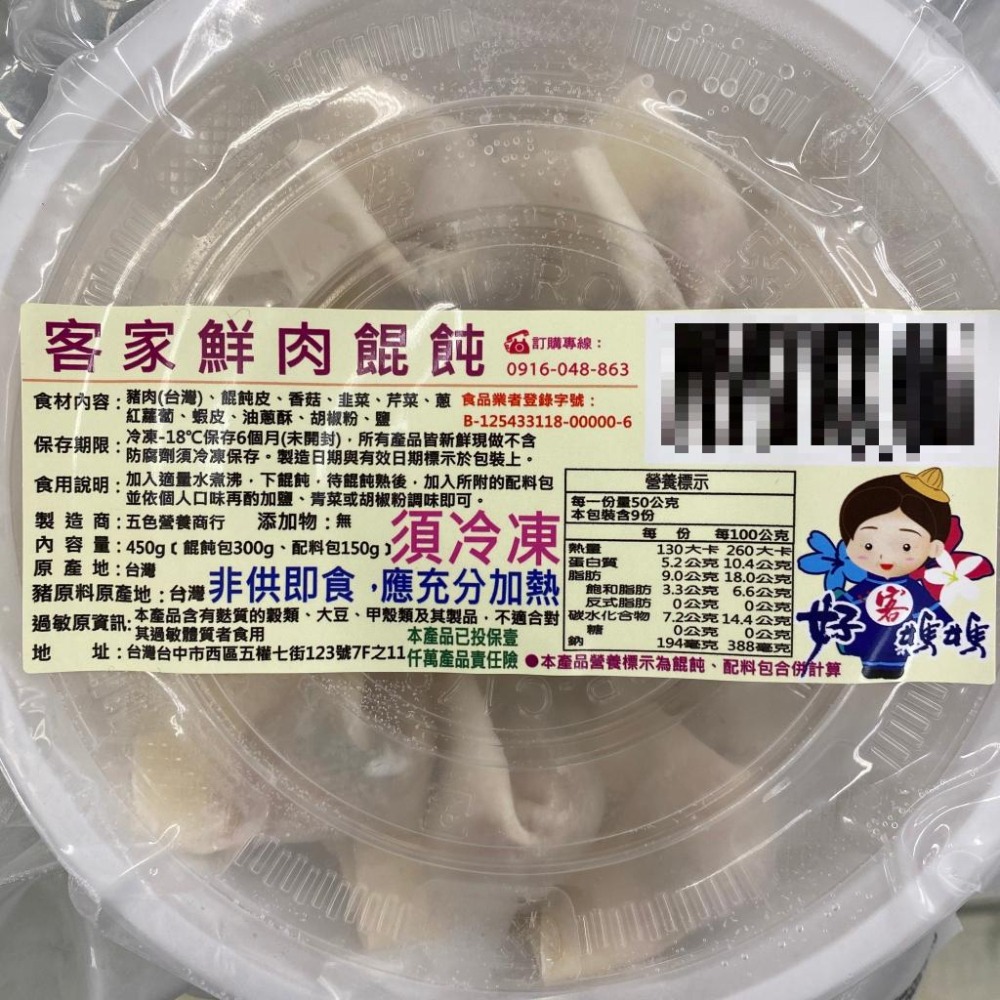 客家鮮肉餛飩
訂購專線：
0916-048-863
食材內容：豬肉(台灣)、餛飩皮、香菇、韭菜、芹菜、蔥
紅蘿蔔、蝦皮、油蔥酥、胡椒粉、鹽
食品業者登錄字號：
B-125433118-00000-6
保存期限：冷凍-18℃保存6個月(未開封)，所有產品皆新鮮現做不含
防腐劑須冷凍保存。製造日期與有效日期標示於包裝上。
食用說明：加入適量水煮沸，下餛飩，待餛飩熟後，加入所附的配料包
並依個人口味再酌加鹽、青菜或胡椒粉調味即可。
製造商：五色營養商行 添加物：無
內容量：450g(餛飩包300g、配料包150g)
須冷凍
原產地：台灣
豬原料原產地：台灣
非供即食，應充分加熱
過敏原資訊：本產品含有麩質的穀類、大豆、甲殼類及其製品，不適合對
其過敏體質者食用
本產品已投保壹
仟萬產品責任險
地址：台灣台中市西區五權七街123號7F之11
營養標示
每一份量50公克
本包裝含9份
每份 每100公克
熱量 130大卡 260大卡
蛋白質 5.2公克 10.4公克
脂肪 9.0公克 18.0公克
飽和脂肪 3.3公克 6.6公克
反式脂肪 0公克 0公克
碳水化合物 7.2公克 14.4公克
糖 0公克 0公克
鈉 194毫克 388毫克
●本產品營養標示為餛飩、配料包合併計算
好客媽媽